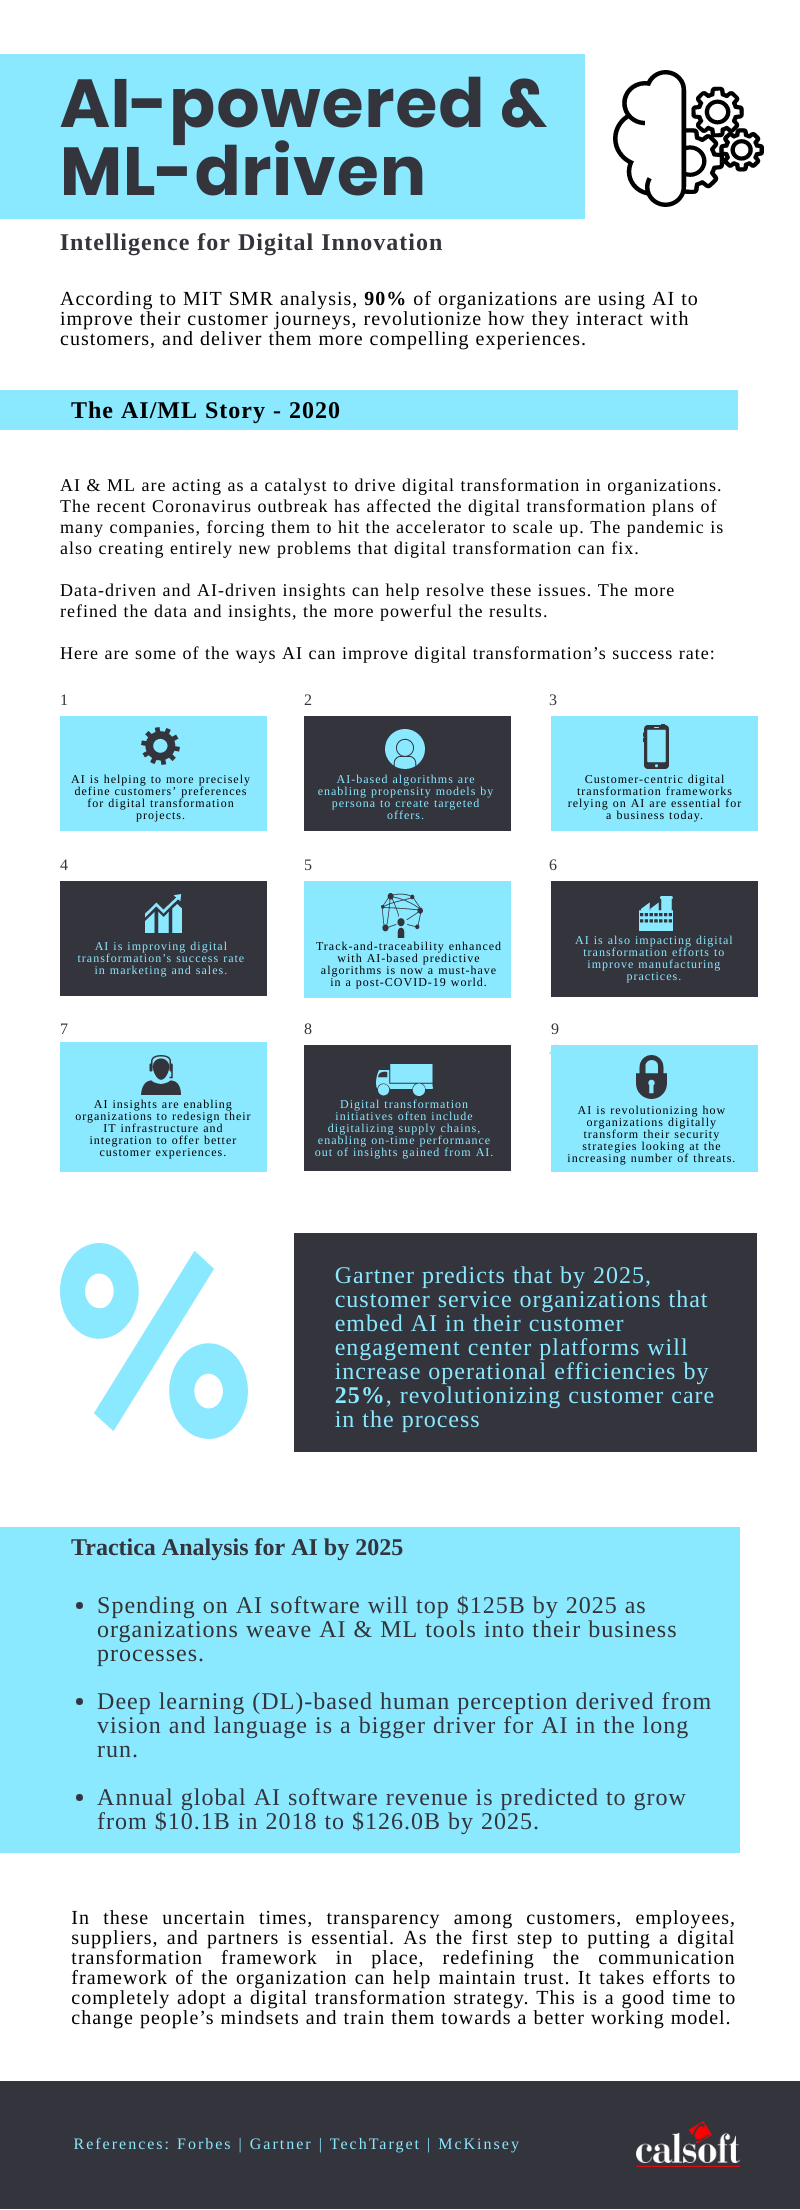 AI-powered &
ML-driven
Intelligence for Digital Innovation
According to MIT SMR analysis, 90% of organizations are using AI to
improve their customer journeys, revolutionize how they interact with
customers, and deliver them more compelling experiences.
The AI/ML Story - 2020
AI & ML are acting as a catalyst to drive digital transformation in organizations.
The recent Coronavirus outbreak has affected the digital transformation plans of
many companies, forcing them to hit the accelerator to scale up. The pandemic is
also creating entirely new problems that digital transformation can fix.
Data-driven and AI-driven insights can help resolve these issues. The more
refined the data and insights, the more powerful the results.
Here are some of the ways AI can improve digital transformation’s success rate:
1
AI is helping to more precisely
define customers’ preferences
for digital transformation
projects.
2
AI-based algorithms are
enabling propensity models by
persona to create targeted
offers.
3
Customer-centric digital
transformation frameworks
relying on AI are essential for
a business today.
4
AI is improving digital
transformation’s success rate
in marketing and sales.
5
Track-and-traceability enhanced
with AI-based predictive
algorithms is now a must-have
in a post-COVID-19 world.
6
AI is also impacting digital
transformation efforts to
improve manufacturing
practices.
7
AI insights are enabling
organizations to redesign their
IT infrastructure and
integration to offer better
customer experiences.
8
Digital transformation
initiatives often include
digitalizing supply chains,
enabling on-time performance
out of insights gained from AI.
9
AI is revolutionizing how
organizations digitally
transform their security
strategies looking at the
increasing number of threats.
%
Gartner predicts that by 2025,
customer service organizations that
embed AI in their customer
engagement center platforms will
increase operational efficiencies by
25%, revolutionizing customer care
in the process
Tractica Analysis for AI by 2025
• Spending on AI software will top $125B by 2025 as
organizations weave AI & ML tools into their business
processes.
• Deep learning (DL)-based human perception derived from
vision and language is a bigger driver for AI in the long
run.
• Annual global AI software revenue is predicted to grow
from $10.1B in 2018 to $126.0B by 2025.
In these uncertain times, transparency among customers, employees,
suppliers, and partners is essential. As the first step to putting a digital
transformation framework in place, redefining the communication
framework of the organization can help maintain trust. It takes efforts to
completely adopt a digital transformation strategy. This is a good time to
change people’s mindsets and train them towards a better working model.
References: Forbes | Gartner | TechTarget | McKinsey
calsoft